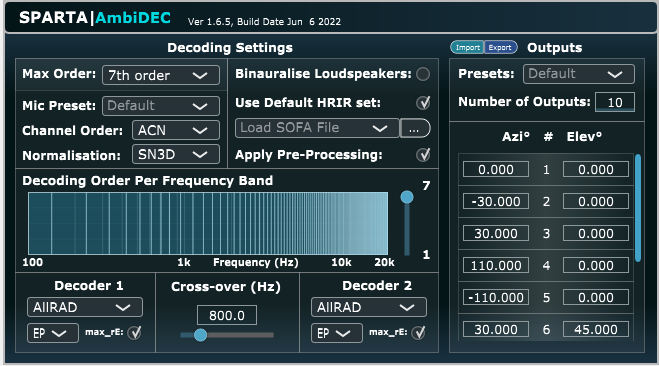 SPARTA|AmbiDEC Ver 1.6.5, Build Date Jun 6 2022
Decoding Settings
Max Order: 7th order
Mic Preset: Default
Channel Order: ACN
Normalisation: SN3D
Binauralise Loudspeakers:
Use Default HRIR set:
Load SOFA File ...
Apply Pre-Processing:
Decoding Order Per Frequency Band
7
1
100 1k Frequency (Hz) 10k 20k
Decoder 1
AllRAD
EP max_rE:
Cross-over (Hz)
800.0
Decoder 2
AllRAD
EP max_rE:
Import Export Outputs
Presets: Default
Number of Outputs: 10
Azi° # Elev°
0.000 1 0.000
-30.000 2 0.000
30.000 3 0.000
110.000 4 0.000
-110.000 5 0.000
30.000 6 45.000